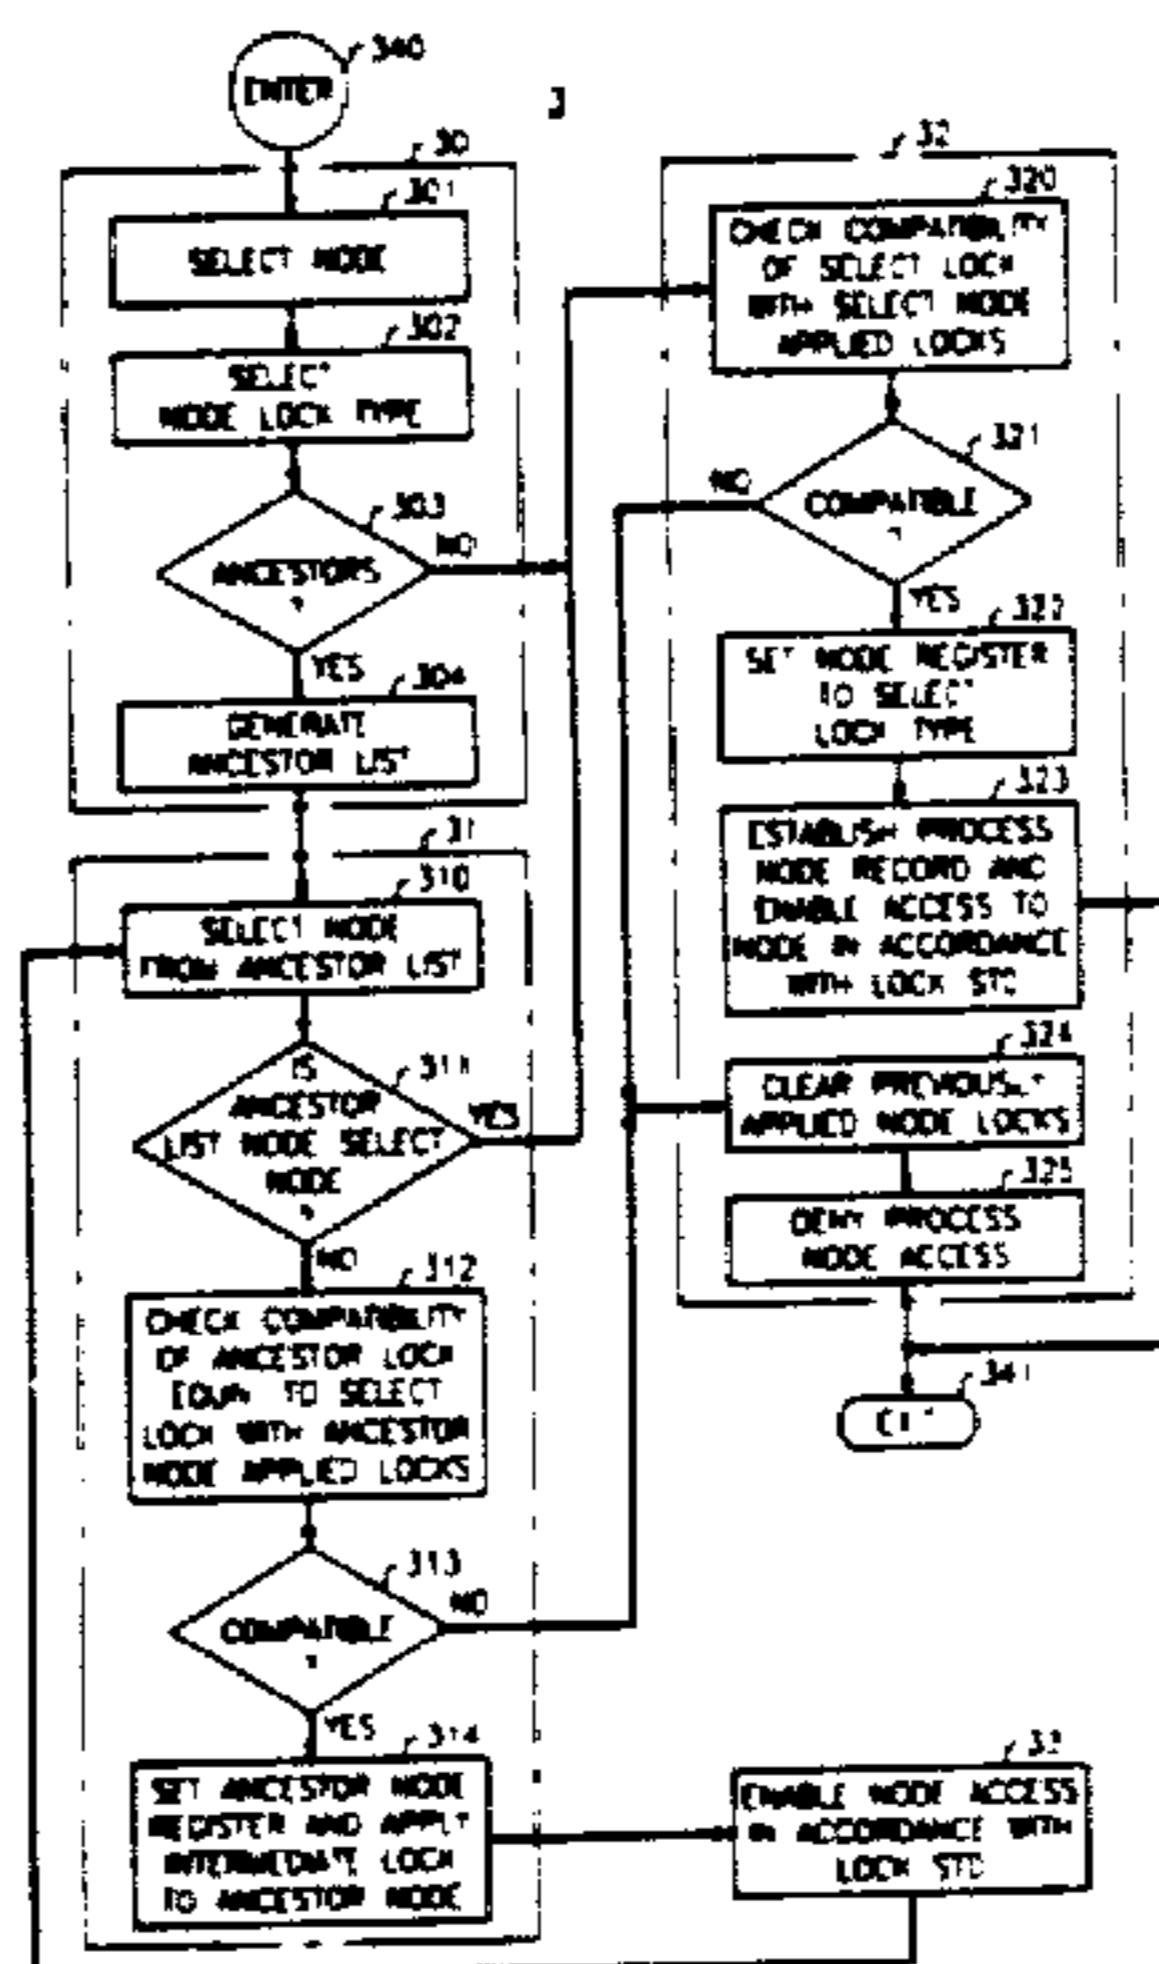 340
ENTER
3
30
301
SELECT NODE
302
SELECT
NODE LOCK TYPE
303
ANCESTORS
?
NO
YES
304
GENERATE
ANCESTOR LIST
31
310
SELECT NODE
FROM ANCESTOR LIST
311
IS
ANCESTOR
LIST NODE SELECT
NODE
?
YES
NO
312
CHECK COMPATIBILITY
OF ANCESTOR LOCK
EQUIV TO SELECT
LOCK WITH ANCESTOR
NODE APPLIED LOCKS
313
COMPATIBLE
?
NO
YES
314
SET ANCESTOR NODE
REGISTER AND APPLY
INTERMEDIATE LOCK
TO ANCESTOR NODE
32
320
CHECK COMPATIBILITY
OF SELECT LOCK
WITH SELECT NODE
APPLIED LOCKS
321
NO
COMPATIBLE
?
YES
322
SET NODE REGISTER
TO SELECT
LOCK TYPE
323
ESTABLISH PROCESS
NODE RECORD AND
ENABLE ACCESS TO
NODE IN ACCORDANCE
WITH LOCK STD
324
CLEAR PREVIOUSLY
APPLIED NODE LOCKS
325
DENY PROCESS
NODE ACCESS
341
EXIT
33
ENABLE NODE ACCESS
IN ACCORDANCE WITH
LOCK STD